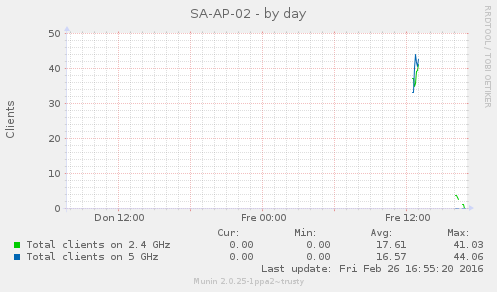 SA-AP-02 - by day
RRDTOOL / TOBI OETIKER
Clients
50
40
30
20
10
0
Don 12:00 Fre 00:00 Fre 12:00
Cur: Min: Avg: Max:
Total clients on 2.4 GHz 0.00 0.00 17.61 41.03
Total clients on 5 GHz 0.00 0.00 16.57 44.06
Last update: Fri Feb 26 16:55:20 2016
Munin 2.0.25-1ppa2~trusty